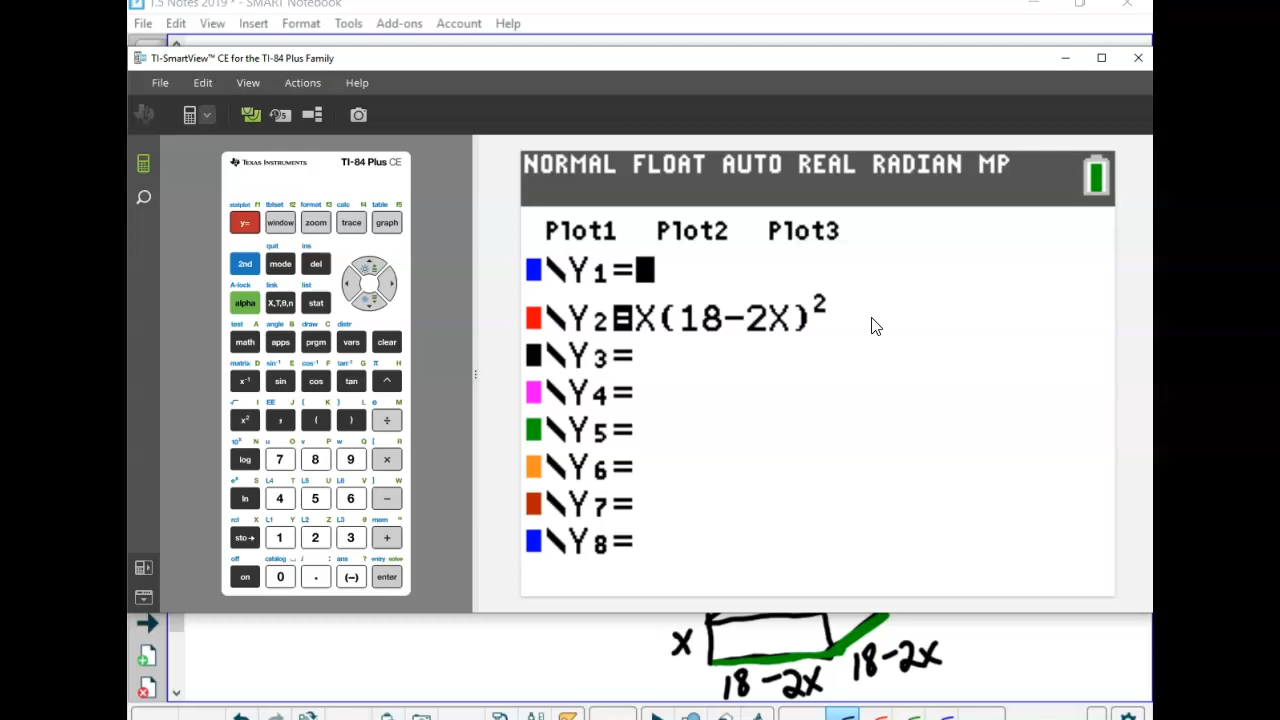 1.5 Notes 2019 * - SMART Notebook
File Edit View Insert Format Tools Add-ons Account Help
TI-SmartView™ CE for the TI-84 Plus Family
File Edit View Actions Help
TEXAS INSTRUMENTS TI-84 Plus CE
statplot f1 tblset f2 format f3 calc f4 table f5
y= window zoom trace graph
quit ins
2nd mode del
A-lock link list
alpha X,T,θ,n stat
test A angle B draw C distr
math apps prgm vars clear
matrix D sin⁻¹ E cos⁻¹ F tan⁻¹ G π H
x⁻¹ sin cos tan ^
√ I EE J { K } L e M
x² , ( ) ÷
10ˣ N u O v P w Q [ R
log 7 8 9 ×
eˣ S L4 T L5 U L6 V ] W
ln 4 5 6 −
rcl X L1 Y L2 Z L3 θ mem "
sto→ 1 2 3 +
off catalog i : ans ? entry solve
on 0 . (−) enter
NORMAL FLOAT AUTO REAL RADIAN MP
Plot1 Plot2 Plot3
\Y₁=
\Y₂=X(18-2X)²
\Y₃=
\Y₄=
\Y₅=
\Y₆=
\Y₇=
\Y₈=
x
18-2x
18-2x